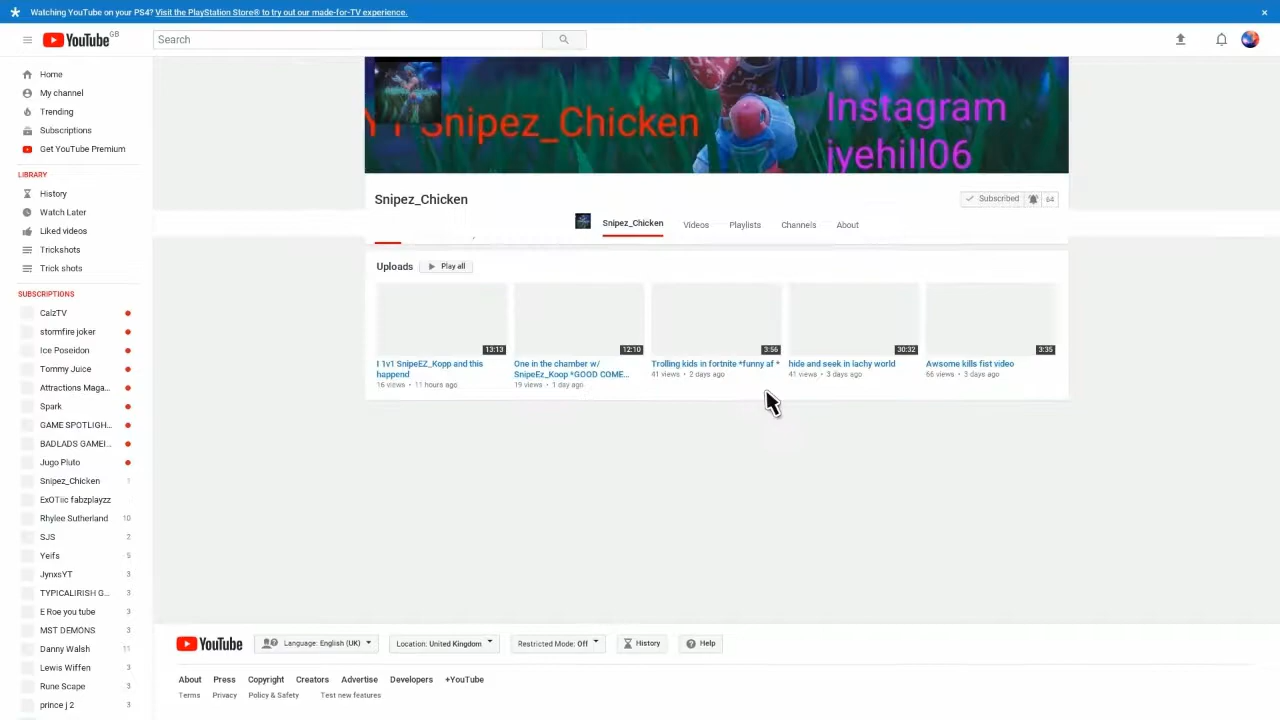 Watching YouTube on your PS4? Visit the PlayStation Store® to try out our made-for-TV experience.
YouTube GB
Search
Home
My channel
Trending
Subscriptions
Get YouTube Premium
LIBRARY
History
Watch Later
Liked videos
Trickshots
Trick shots
SUBSCRIPTIONS
CalzTV
stormfire joker
Ice Poseidon
Tommy Juice
Attractions Maga...
Spark
GAME SPOTLIGH...
BADLADS GAMEI...
Jugo Pluto
Snipez_Chicken 1
ExOTiic fabzplayzz
Rhylee Sutherland 10
SJS 2
Yeifs 5
JynxsYT 3
TYPICALIRISH G... 3
E Roe you tube 3
MST DEMONS 3
Danny Walsh 11
Lewis Wiffen 3
Rune Scape 3
prince j 2 3
YT Snipez_Chicken
Instagram
jyehill06
Snipez_Chicken
Subscribed 64
Snipez_Chicken Videos Playlists Channels About
Uploads Play all
13:13
I 1v1 SnipeEZ_Kopp and this
happend
16 views • 11 hours ago
12:10
One in the chamber w/
SnipeEz_Koop *GOOD COME...
19 views • 1 day ago
3:56
Trolling kids in fortnite *funny af *
41 views • 2 days ago
30:32
hide and seek in lachy world
41 views • 3 days ago
3:35
Awsome kills fist video
66 views • 3 days ago
YouTube Language: English (UK) Location: United Kingdom Restricted Mode: Off History Help
About Press Copyright Creators Advertise Developers +YouTube
Terms Privacy Policy & Safety Test new features